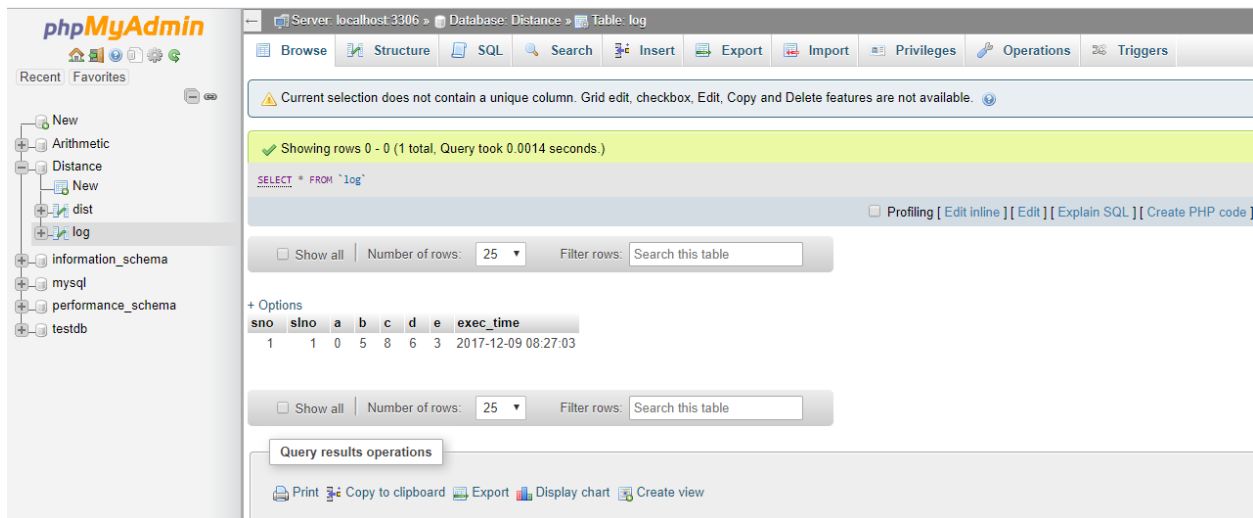 phpMyAdmin
Recent Favorites
New
Arithmetic
Distance
New
dist
log
information_schema
mysql
performance_schema
testdb
Server: localhost:3306 » Database: Distance » Table: log
Browse Structure SQL Search Insert Export Import Privileges Operations Triggers
Current selection does not contain a unique column. Grid edit, checkbox, Edit, Copy and Delete features are not available.
Showing rows 0 - 0 (1 total, Query took 0.0014 seconds.)
SELECT * FROM `log`
Profiling [ Edit inline ] [ Edit ] [ Explain SQL ] [ Create PHP code ]
Show all Number of rows: 25 Filter rows: Search this table
+ Options
sno slno a b c d e exec_time
1 1 0 5 8 6 3 2017-12-09 08:27:03
Show all Number of rows: 25 Filter rows: Search this table
Query results operations
Print Copy to clipboard Export Display chart Create view